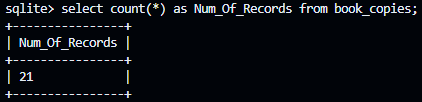 sqlite> select count(*) as Num_Of_Records from book_copies;
+----------------+
| Num_Of_Records |
+----------------+
| 21             |
+----------------+